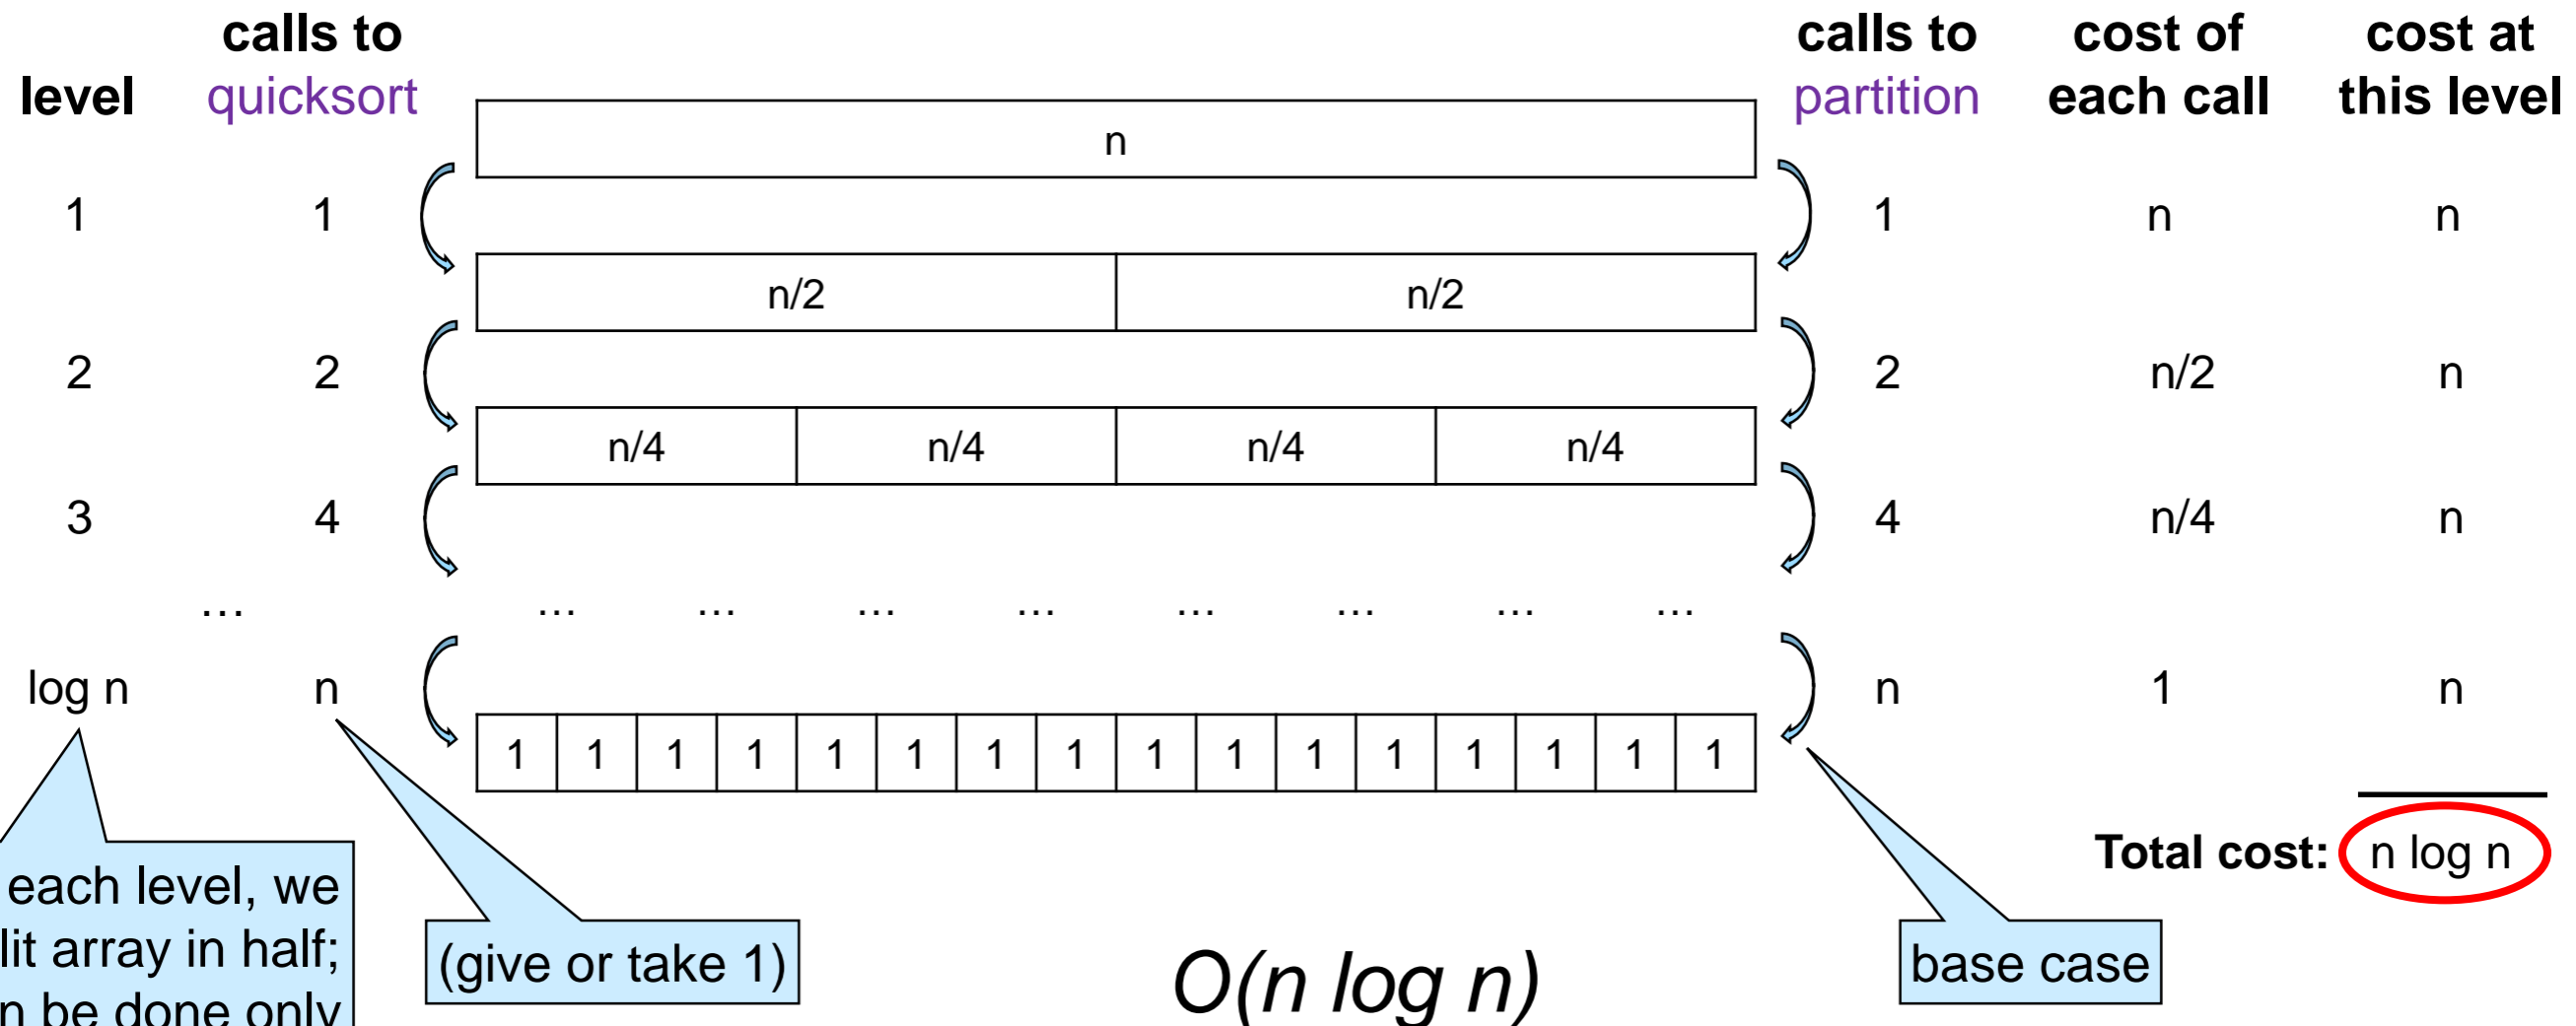 calls to
calls to
cost of
cost at
level
quicksort
partition
each call
this level
n
1
1
1
n
n
n/2
n/2
2
2
2
n/2
n
n/4
n/4
n/4
n/4
3
4
4
n/4
n
...
... ... ... ... ... ... ... ...
log n
n
n
1
n
1 1 1 1 1 1 1 1 1 1 1 1 1 1 1 1
Total cost: n log n
each level, we
lit array in half;
n be done only
(give or take 1)
O(n log n)
base case